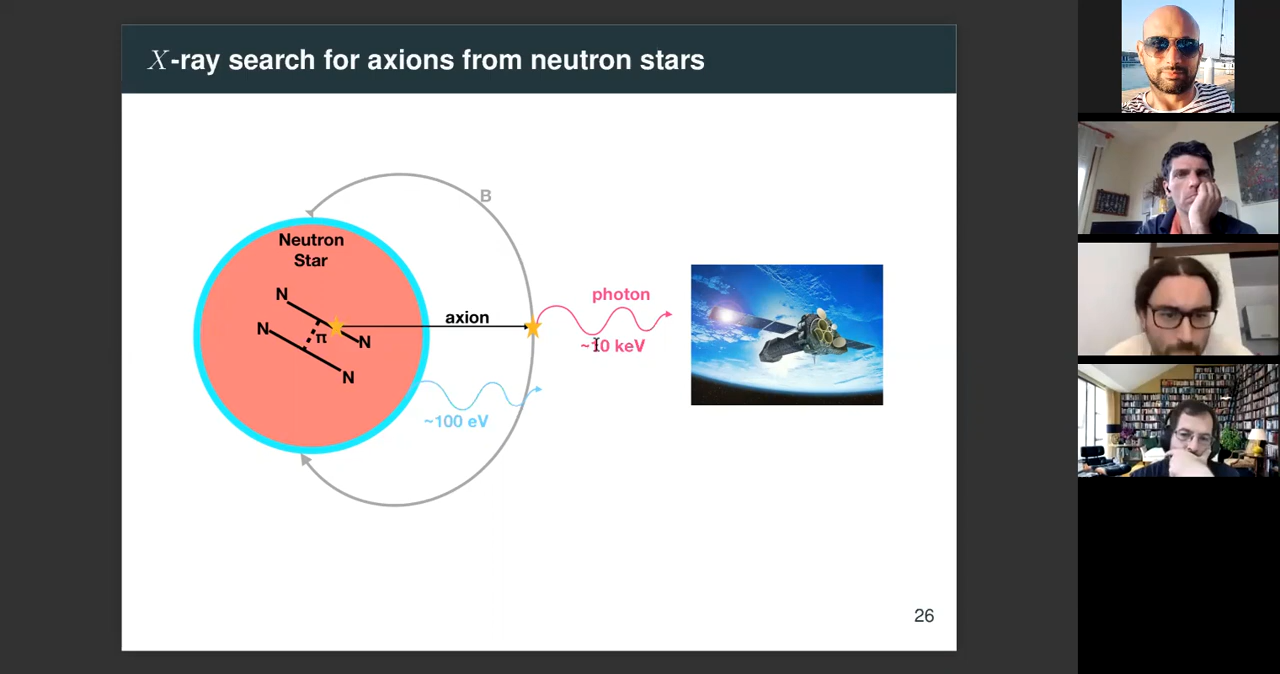 X-ray search for axions from neutron stars
B
Neutron
Star
N
photon
axion
N
π
N
~10 keV
N
~100 eV
26